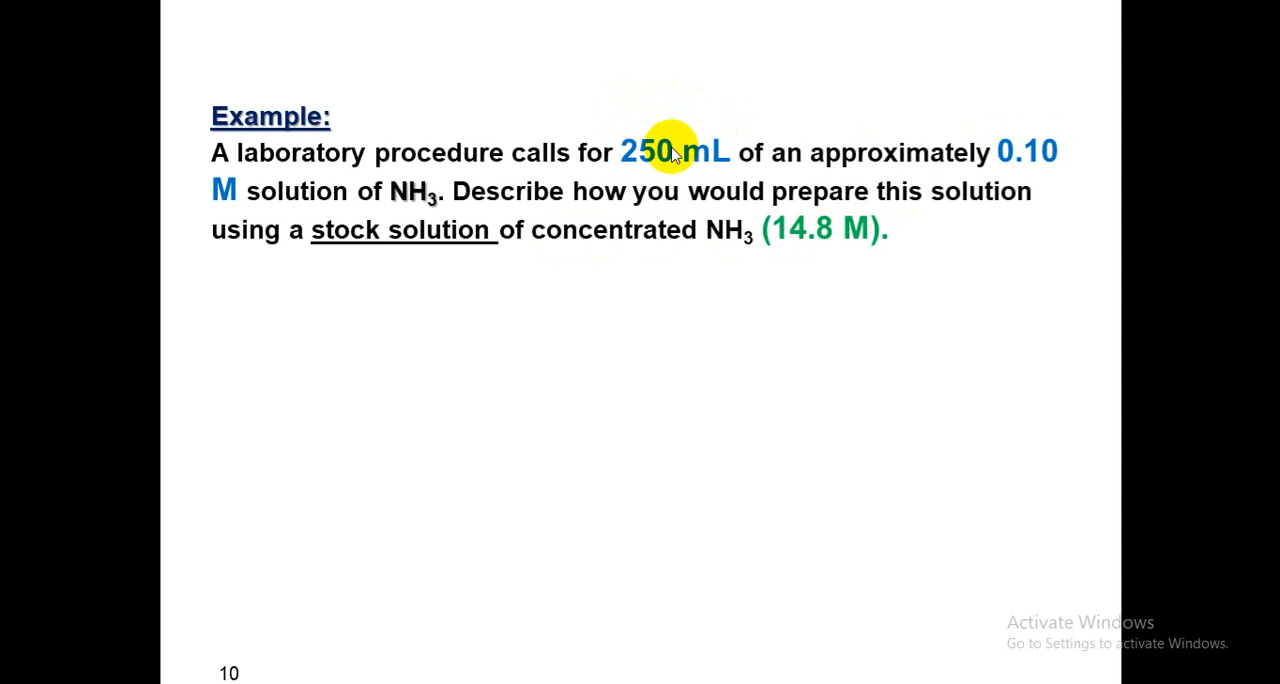 Example:
A laboratory procedure calls for 250 mL of an approximately 0.10
M solution of NH₃. Describe how you would prepare this solution
using a stock solution of concentrated NH₃ (14.8 M).
Activate Windows
Go to Settings to activate Windows.
10